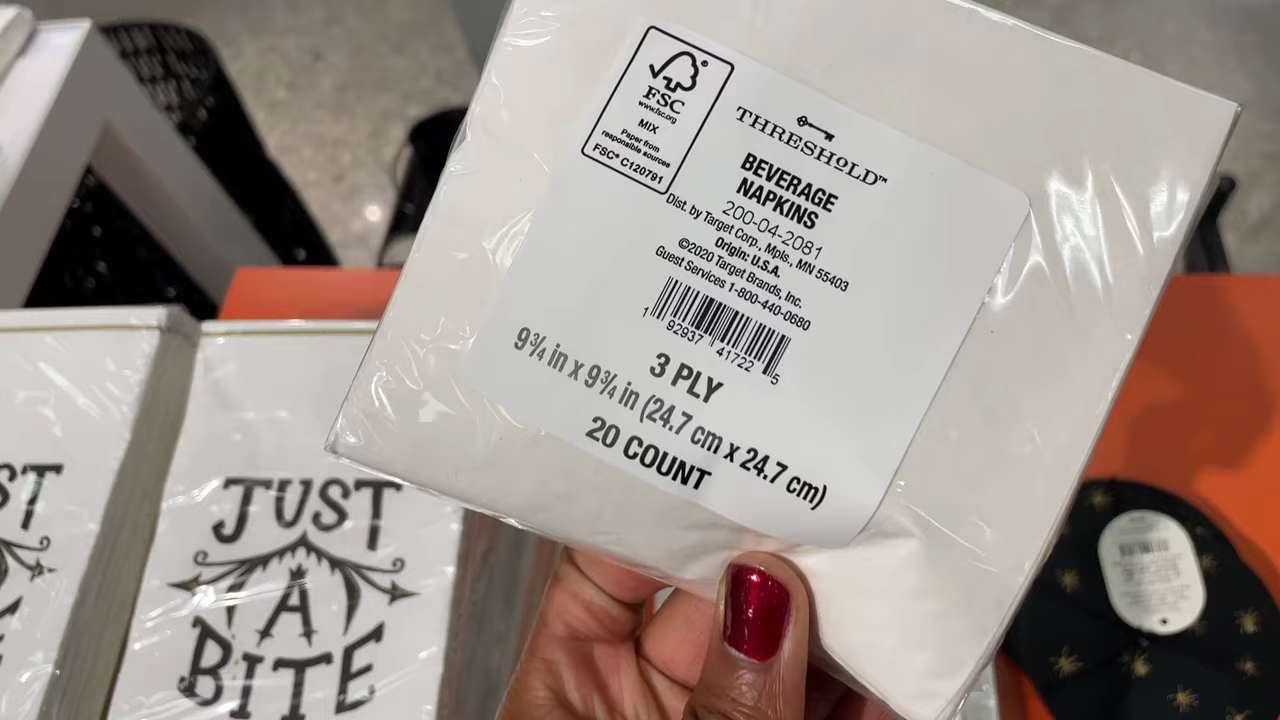 FSC®
www.fsc.org
MIX
Paper from
responsible sources
FSC® C120791
THRESHOLD™
BEVERAGE
NAPKINS
200-04-2081
Dist. by Target Corp., Mpls., MN 55403
Origin: U.S.A.
©2020 Target Brands, Inc.
Guest Services 1-800-440-0680
1 92937 41722 5
3 PLY
9¾ in x 9¾ in (24.7 cm x 24.7 cm)
20 COUNT
ST
JUST
A
BITE